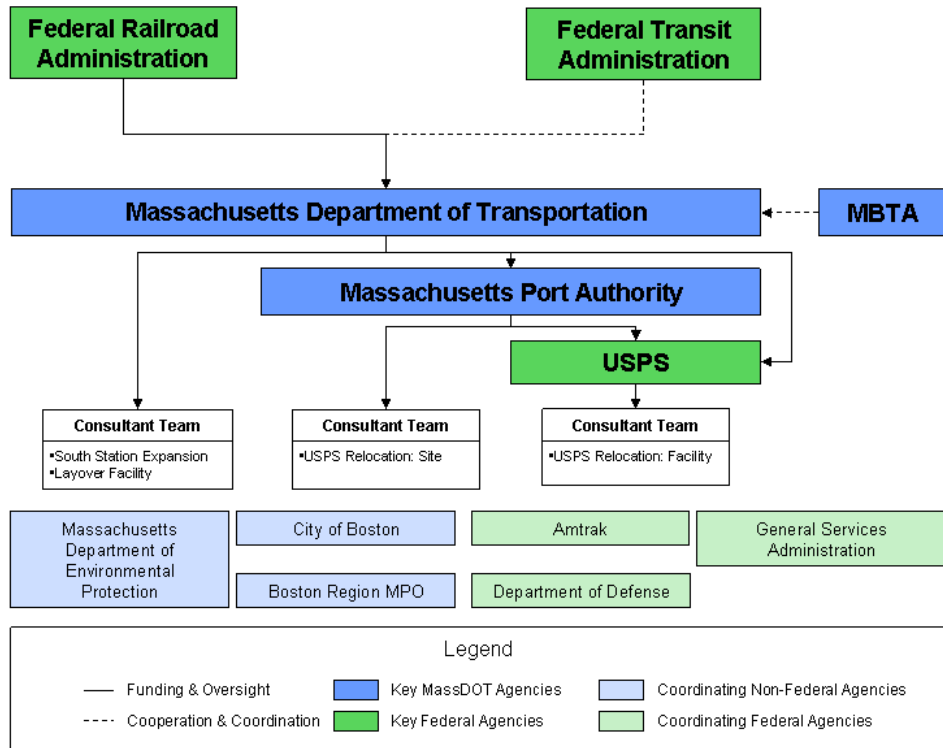 Federal Railroad
Administration
Federal Transit
Administration
Massachusetts Department of Transportation
MBTA
Massachusetts Port Authority
USPS
Consultant Team
▪South Station Expansion
▪Layover Facility
Consultant Team
▪USPS Relocation: Site
Consultant Team
▪USPS Relocation: Facility
Massachusetts
Department of
Environmental
Protection
City of Boston
Boston Region MPO
Amtrak
Department of Defense
General Services
Administration
Legend
Funding & Oversight
Key MassDOT Agencies
Coordinating Non-Federal Agencies
Cooperation & Coordination
Key Federal Agencies
Coordinating Federal Agencies